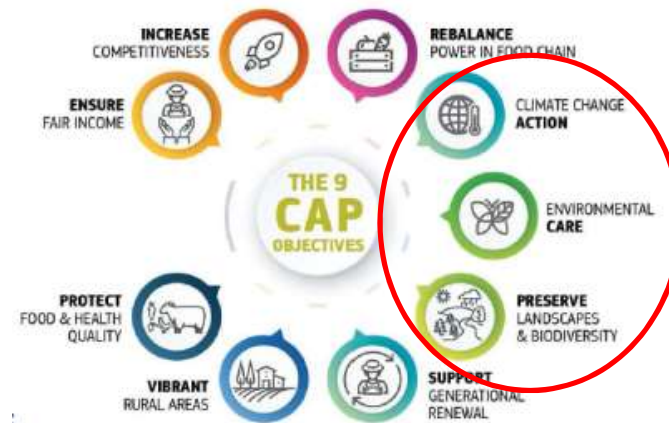 INCREASE
COMPETITIVENESS
REBALANCE
POWER IN FOOD CHAIN
ENSURE
FAIR INCOME
CLIMATE CHANGE
ACTION
THE 9
CAP
OBJECTIVES
ENVIRONMENTAL
CARE
PROTECT
FOOD & HEALTH
QUALITY
PRESERVE
LANDSCAPES
& BIODIVERSITY
VIBRANT
RURAL AREAS
SUPPORT
GENERATIONAL
RENEWAL